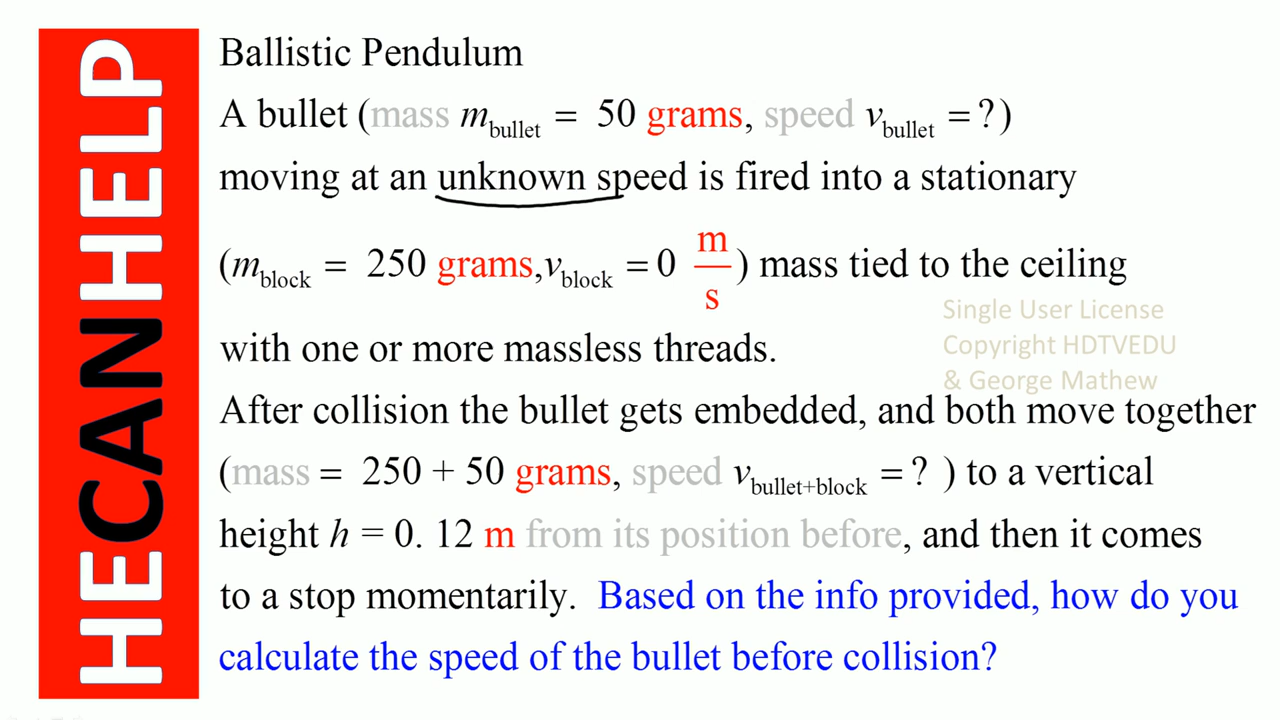 HECANHELP
Ballistic Pendulum
A bullet (mass m_bullet = 50 grams, speed v_bullet = ?)
moving at an unknown speed is fired into a stationary
(m_block = 250 grams,v_block = 0 m/s) mass tied to the ceiling
Single User License
with one or more massless threads.
Copyright HDTVEDU
& George Mathew
After collision the bullet gets embedded, and both move together
(mass = 250 + 50 grams, speed v_bullet+block = ? ) to a vertical
height h = 0. 12 m from its position before, and then it comes
to a stop momentarily. Based on the info provided, how do you
calculate the speed of the bullet before collision?